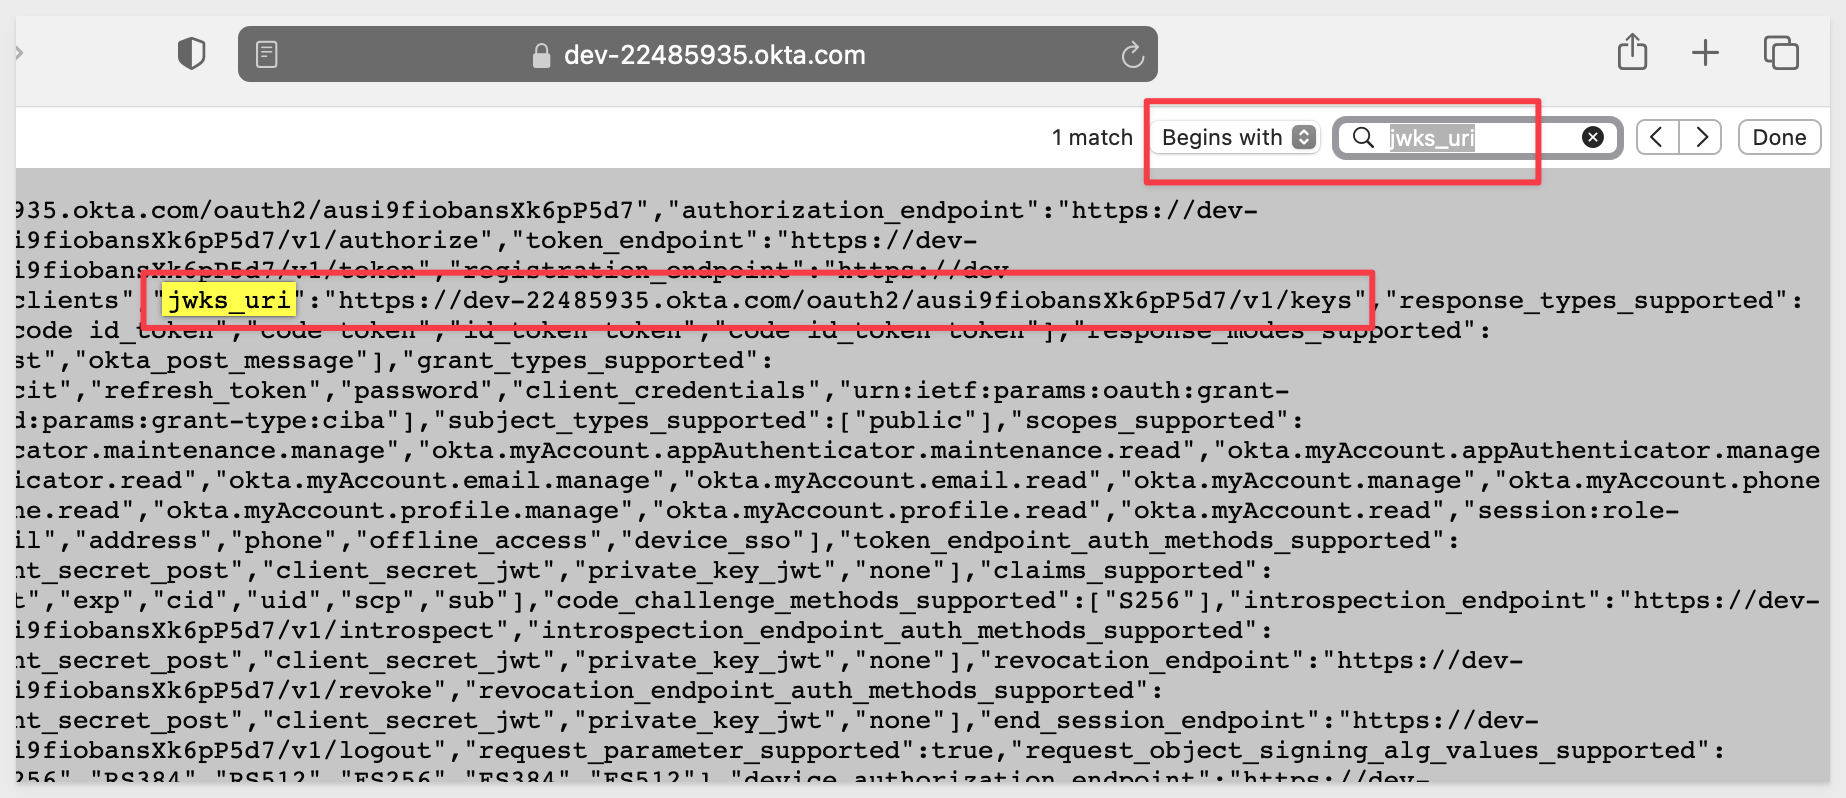 dev-22485935.okta.com
1 match Begins with jwks_uri Done
935.okta.com/oauth2/ausi9fiobansXk6pP5d7","authorization_endpoint":"https://dev-
i9fiobansXk6pP5d7/v1/authorize","token_endpoint":"https://dev-
i9fiobansXk6pP5d7/v1/token","registration_endpoint":"https://dev-
clients","jwks_uri":"https://dev-22485935.okta.com/oauth2/ausi9fiobansXk6pP5d7/v1/keys","response_types_supported":
code id_token","code token","id_token token","code id_token token"],"response_modes_supported":
st","okta_post_message"],"grant_types_supported":
cit","refresh_token","password","client_credentials","urn:ietf:params:oauth:grant-
d:params:grant-type:ciba"],"subject_types_supported":["public"],"scopes_supported":
cator.maintenance.manage","okta.myAccount.appAuthenticator.maintenance.read","okta.myAccount.appAuthenticator.manage
icator.read","okta.myAccount.email.manage","okta.myAccount.email.read","okta.myAccount.manage","okta.myAccount.phone
ne.read","okta.myAccount.profile.manage","okta.myAccount.profile.read","okta.myAccount.read","session:role-
il","address","phone","offline_access","device_sso"],"token_endpoint_auth_methods_supported":
nt_secret_post","client_secret_jwt","private_key_jwt","none"],"claims_supported":
t","exp","cid","uid","scp","sub"],"code_challenge_methods_supported":["S256"],"introspection_endpoint":"https://dev-
i9fiobansXk6pP5d7/v1/introspect","introspection_endpoint_auth_methods_supported":
nt_secret_post","client_secret_jwt","private_key_jwt","none"],"revocation_endpoint":"https://dev-
i9fiobansXk6pP5d7/v1/revoke","revocation_endpoint_auth_methods_supported":
nt_secret_post","client_secret_jwt","private_key_jwt","none"],"end_session_endpoint":"https://dev-
i9fiobansXk6pP5d7/v1/logout","request_parameter_supported":true,"request_object_signing_alg_values_supported":
256","RS384","RS512","ES256","ES384","ES512"],"device_authorization_endpoint":"https://dev-